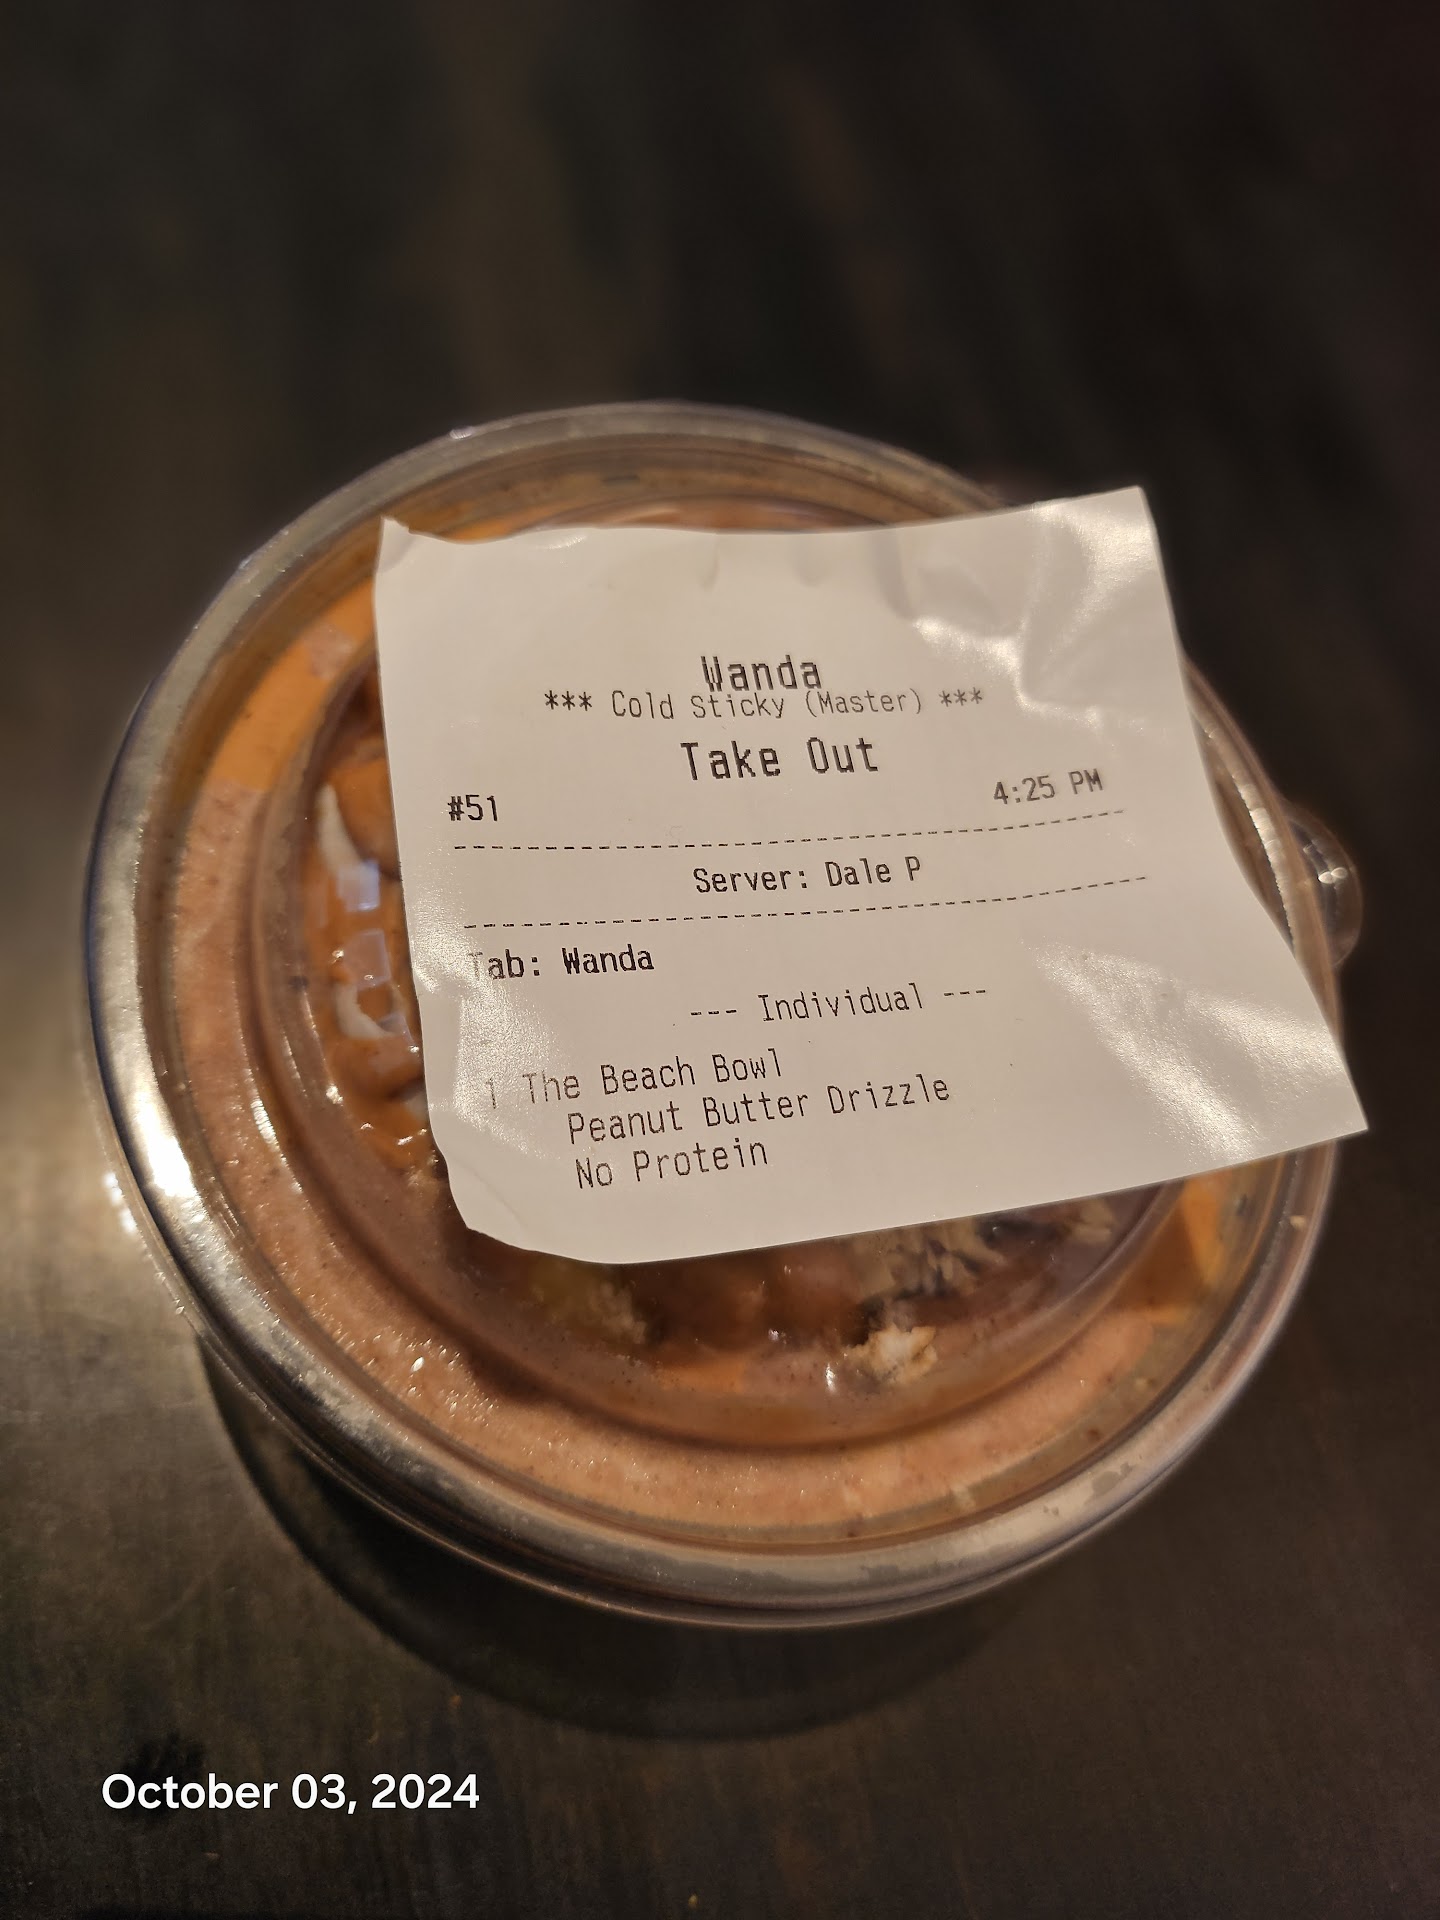 Wanda
*** Cold Sticky (Master) ***
Take Out
#51 4:25 PM
Server: Dale P
Tab: Wanda
--- Individual ---
1 The Beach Bowl
Peanut Butter Drizzle
No Protein
October 03, 2024